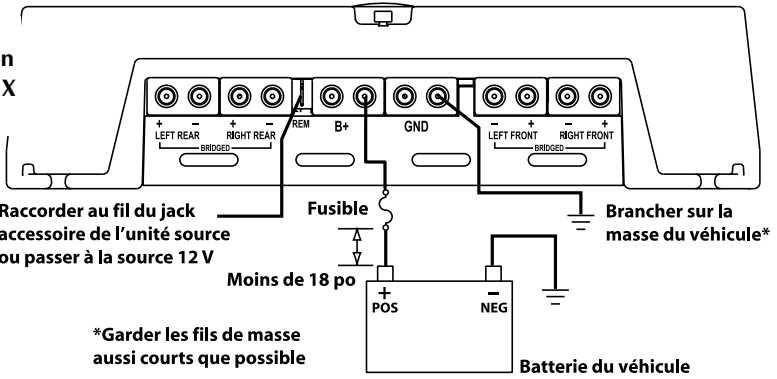 n
X
+ − + − REM B+ GND − + − +
LEFT REAR RIGHT REAR LEFT FRONT RIGHT FRONT
BRIDGED BRIDGED
Raccorder au fil du jack
accessoire de l'unité source
ou passer à la source 12 V
Fusible
Brancher sur la
masse du véhicule*
Moins de 18 po
+ −
POS NEG
*Garder les fils de masse
aussi courts que possible
Batterie du véhicule